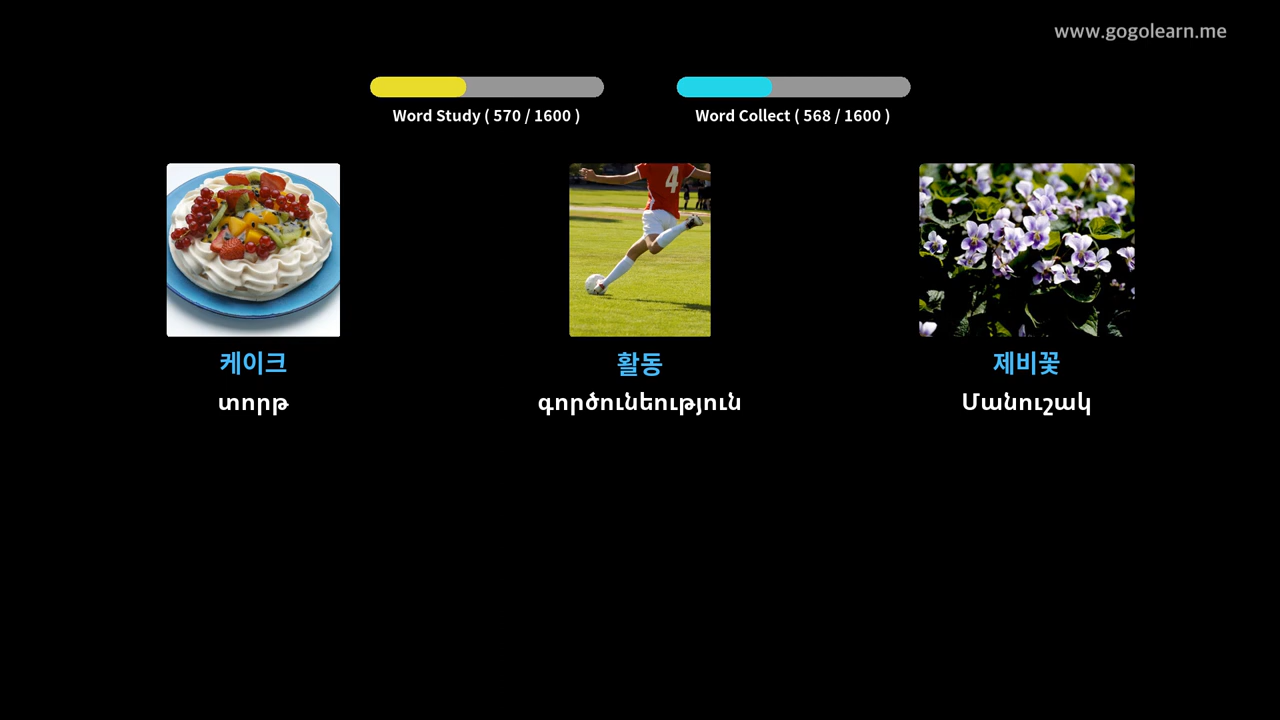 www.gogolearn.me
Word Study ( 570 / 1600 )
Word Collect ( 568 / 1600 )
4
케이크
활동
제비꽃
տորթ
գործունեություն
Մանուշակ